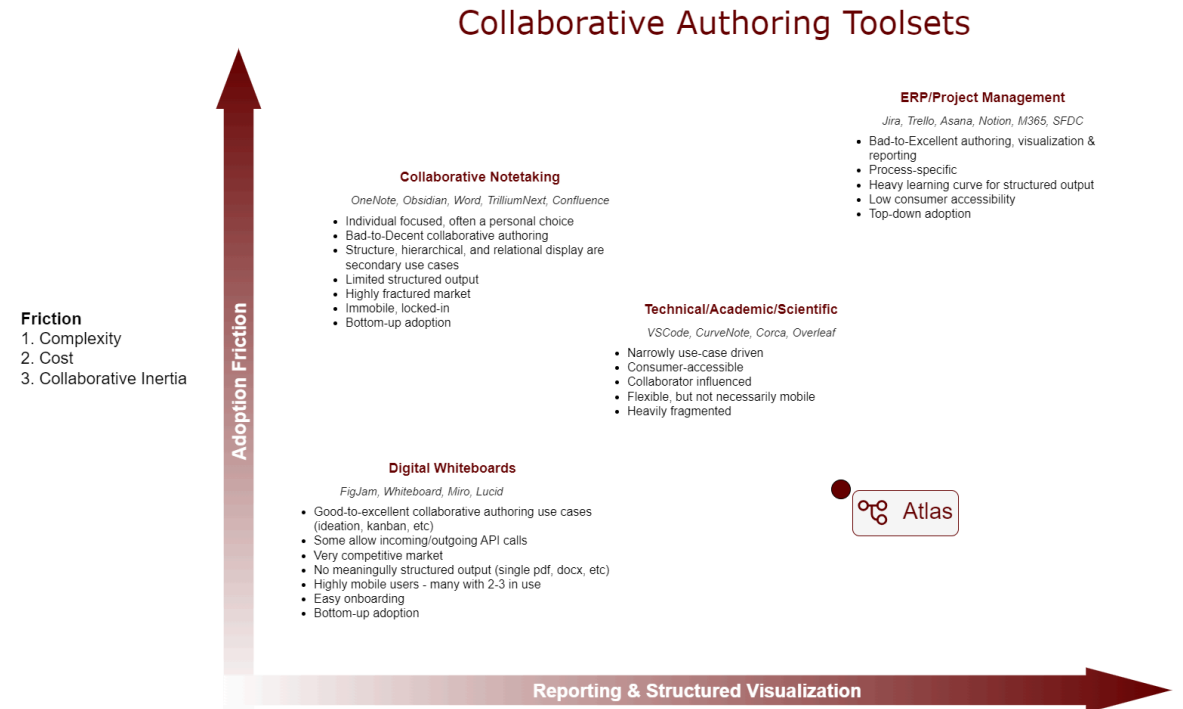 Collaborative Authoring Toolsets
ERP/Project Management
Jira, Trello, Asana, Notion, M365, SFDC
Bad-to-Excellent authoring, visualization &
reporting
Process-specific
Heavy learning curve for structured output
Low consumer accessibility
Top-down adoption
Collaborative Notetaking
OneNote, Obsidian, Word, TrilliumNext, Confluence
Individual focused, often a personal choice
Bad-to-Decent collaborative authoring
Structure, hierarchical, and relational display are
secondary use cases
Limited structured output
Highly fractured market
Immobile, locked-in
Bottom-up adoption
Technical/Academic/Scientific
VSCode, CurveNote, Corca, Overleaf
Narrowly use-case driven
Consumer-accessible
Collaborator influenced
Flexible, but not necessarily mobile
Heavily fragmented
Friction
1. Complexity
2. Cost
3. Collaborative Inertia
Adoption Friction
Digital Whiteboards
FigJam, Whiteboard, Miro, Lucid
Good-to-excellent collaborative authoring use cases
(ideation, kanban, etc)
Some allow incoming/outgoing API calls
Very competitive market
No meaningully structured output (single pdf, docx, etc)
Highly mobile users - many with 2-3 in use
Easy onboarding
Bottom-up adoption
Atlas
Reporting & Structured Visualization